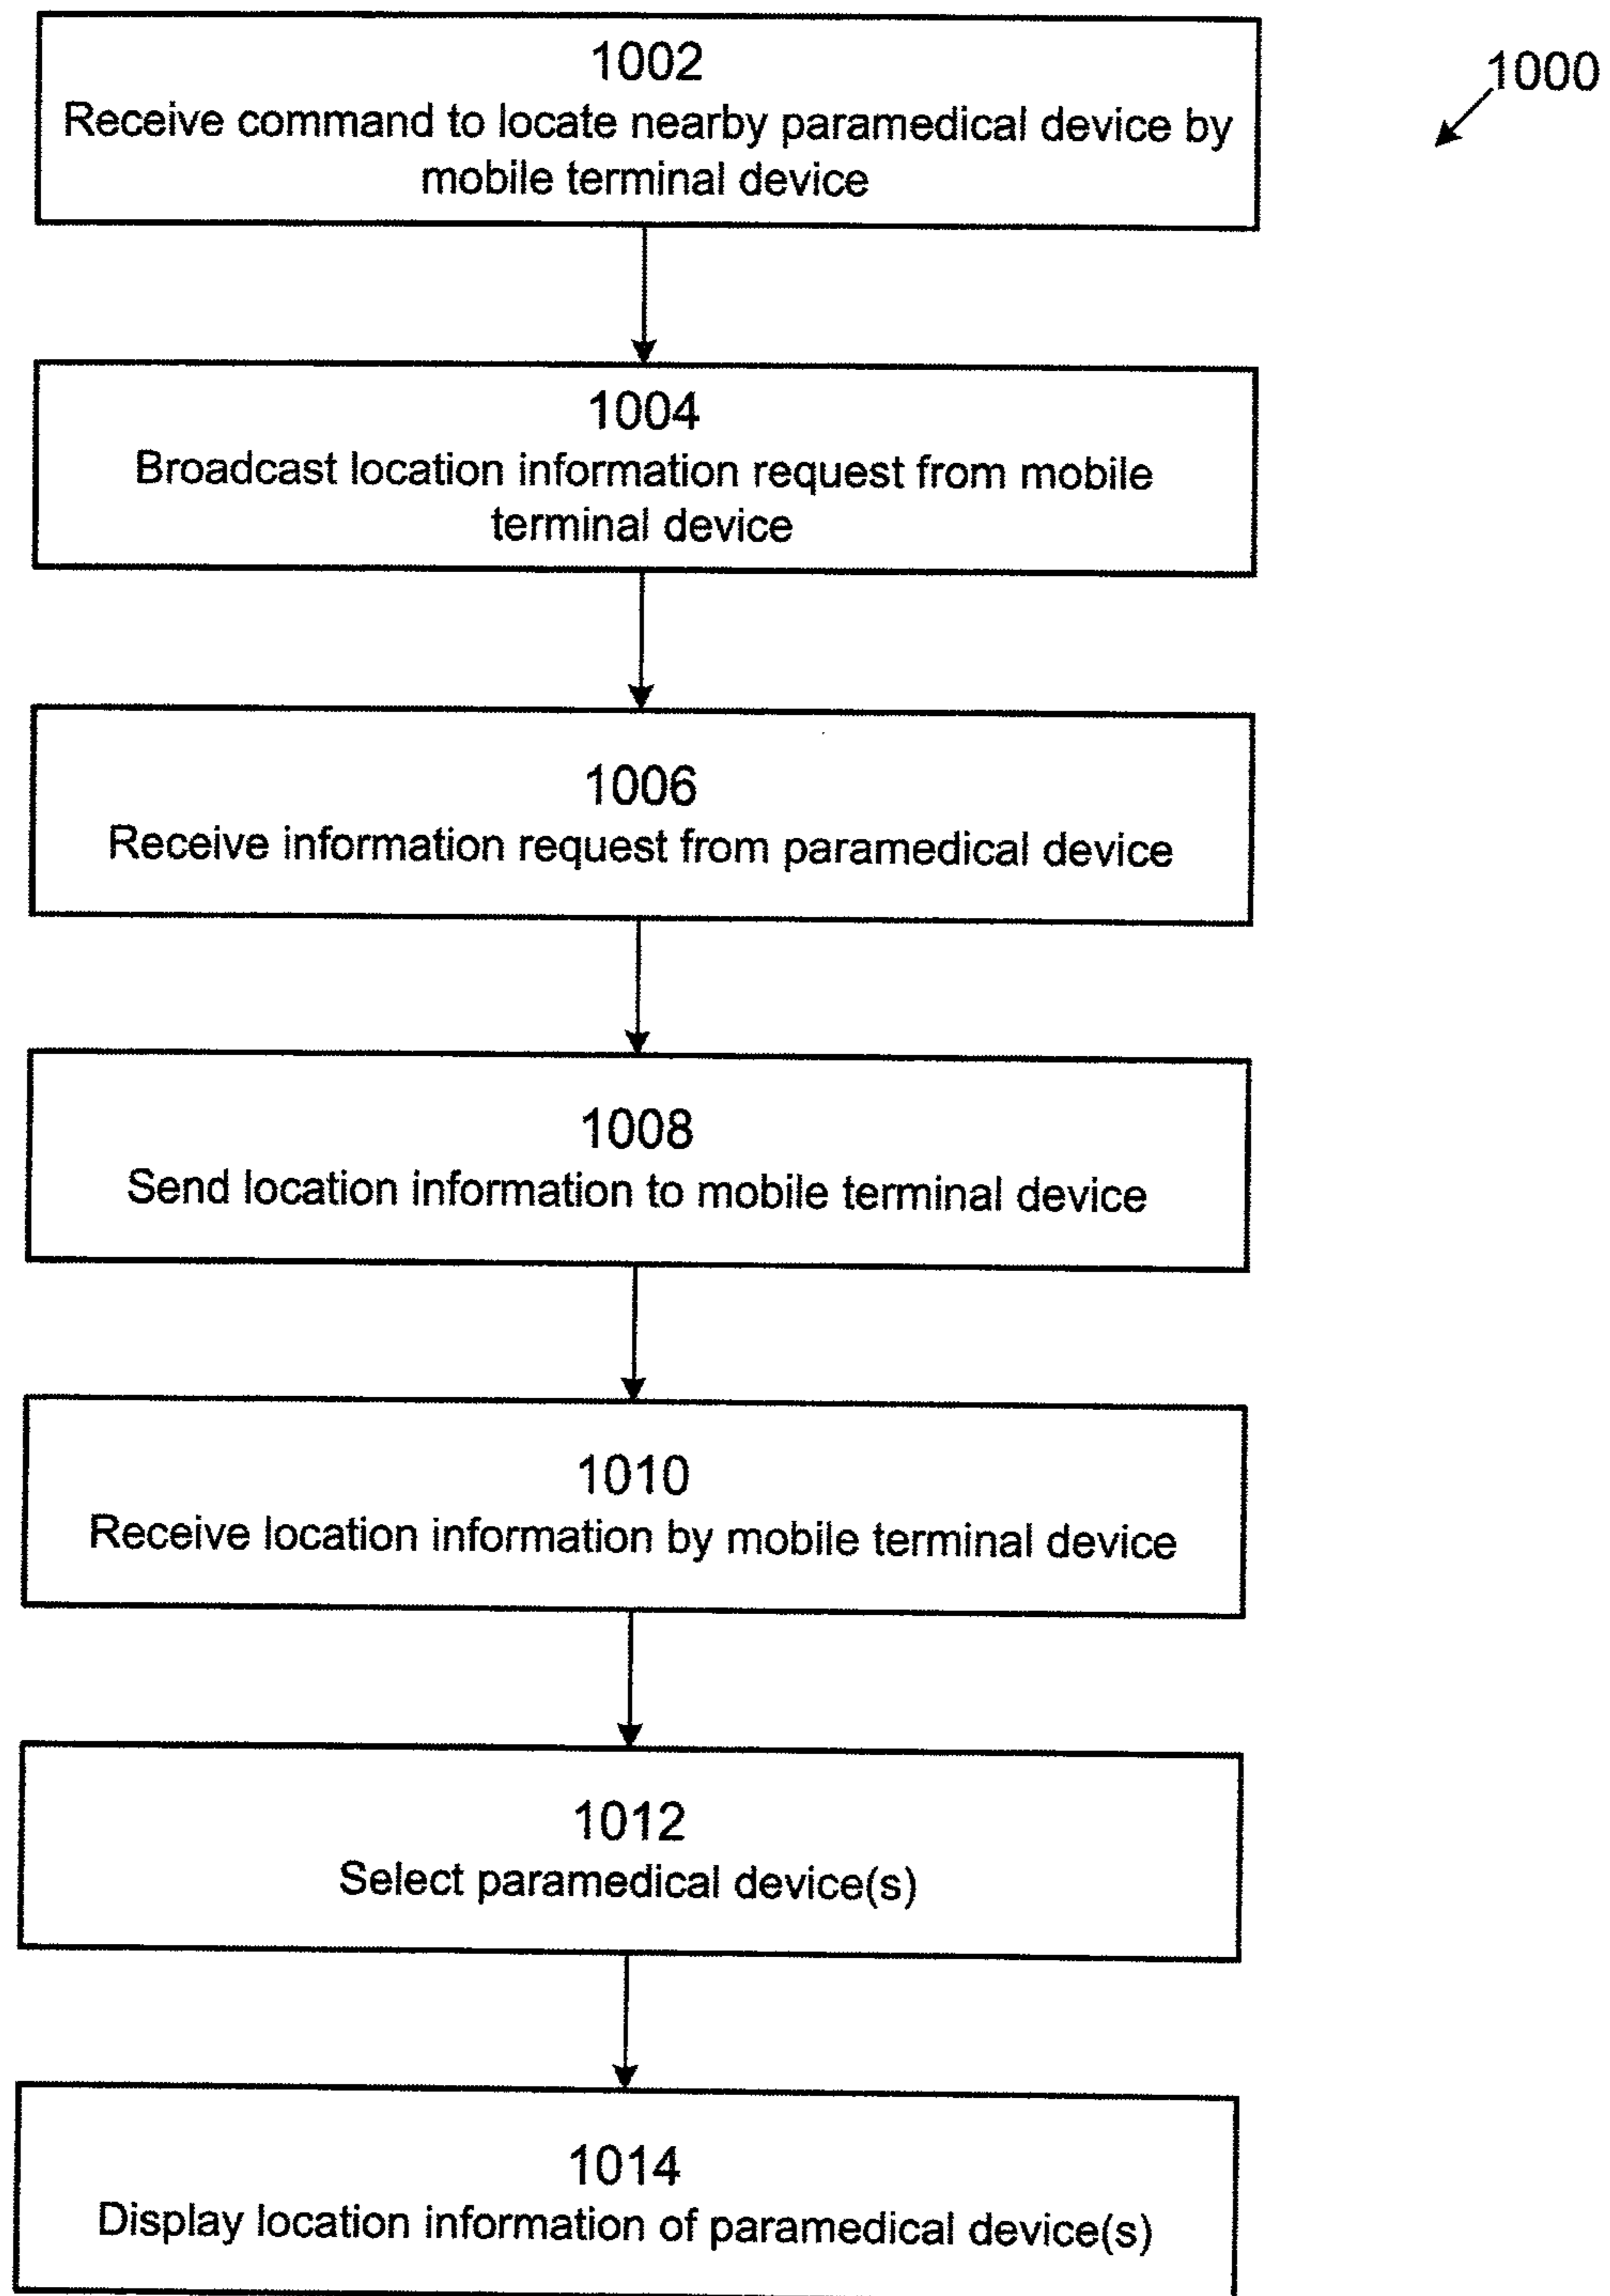 1000
1002
Receive command to locate nearby paramedical device by
mobile terminal device
1004
Broadcast location information request from mobile
terminal device
1006
Receive information request from paramedical device
1008
Send location information to mobile terminal device
1010
Receive location information by mobile terminal device
1012
Select paramedical device(s)
1014
Display location information of paramedical device(s)